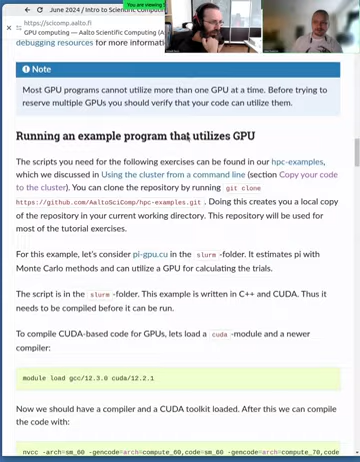 You are viewing S
June 2024 / Intro to Scientific Comput
https://scicomp.aalto.fi
GPU computing — Aalto Scientific Computing (A
debugging resources for more informati
Note
Most GPU programs cannot utilize more than one GPU at a time. Before trying to
reserve multiple GPUs you should verify that your code can utilize them.
Running an example program that utilizes GPU
The scripts you need for the following exercises can be found in our hpc-examples,
which we discussed in Using the cluster from a command line (section Copy your code
to the cluster). You can clone the repository by running git clone
https://github.com/AaltoSciComp/hpc-examples.git . Doing this creates you a local copy
of the repository in your current working directory. This repository will be used for
most of the tutorial exercises.
For this example, let's consider pi-gpu.cu in the slurm -folder. It estimates pi with
Monte Carlo methods and can utilize a GPU for calculating the trials.
The script is in the slurm -folder. This example is written in C++ and CUDA. Thus it
needs to be compiled before it can be run.
To compile CUDA-based code for GPUs, lets load a cuda -module and a newer
compiler:
module load gcc/12.3.0 cuda/12.2.1
Now we should have a compiler and a CUDA toolkit loaded. After this we can compile
the code with:
nvcc -arch=sm_60 -gencode=arch=compute_60,code=sm_60 -gencode=arch=compute_70,code